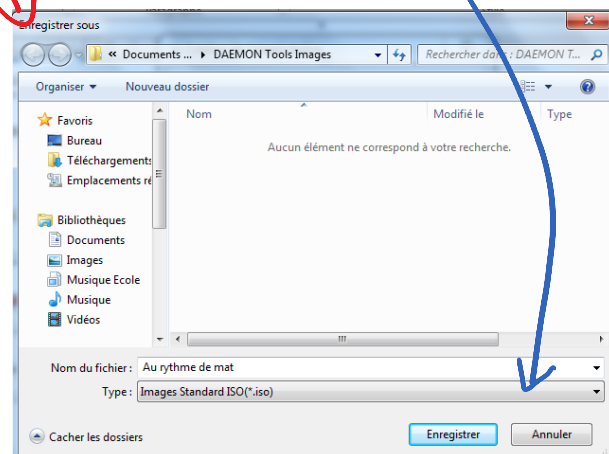 Enregistrer sous
« Documents ... ▸ DAEMON Tools Images
Rechercher dans : DAEMON T...
Organiser ▾ Nouveau dossier
Favoris
Bureau
Téléchargements
Emplacements ré
Bibliothèques
Documents
Images
Musique Ecole
Musique
Vidéos
Nom Modifié le Type
Aucun élément ne correspond à votre recherche.
Nom du fichier : Au rythme de mat
Type : Images Standard ISO(*.iso)
Cacher les dossiers Enregistrer Annuler